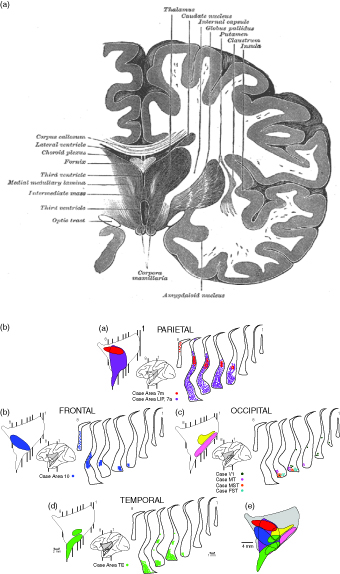 (a)
Thalamus
Caudate nucleus
Internal capsule
Globus pallidus
Putamen
Claustrum
Insula
Corpus callosum
Lateral ventricle
Choroid plexus
Fornix
Third ventricle
Medial medullary lamina
Intermediate mass
Third ventricle
Optic tract
Corpora
mamillaria
Amygdaloid nucleus
(b)
(a) PARIETAL
Case Area 7m
Case Area LIP, 7a
(b) FRONTAL
Case Area 46
(c) OCCIPITAL
Case V1
Case MT
Case MST
Case FST
(d) TEMPORAL
Case Area TE
(e)
4 mm